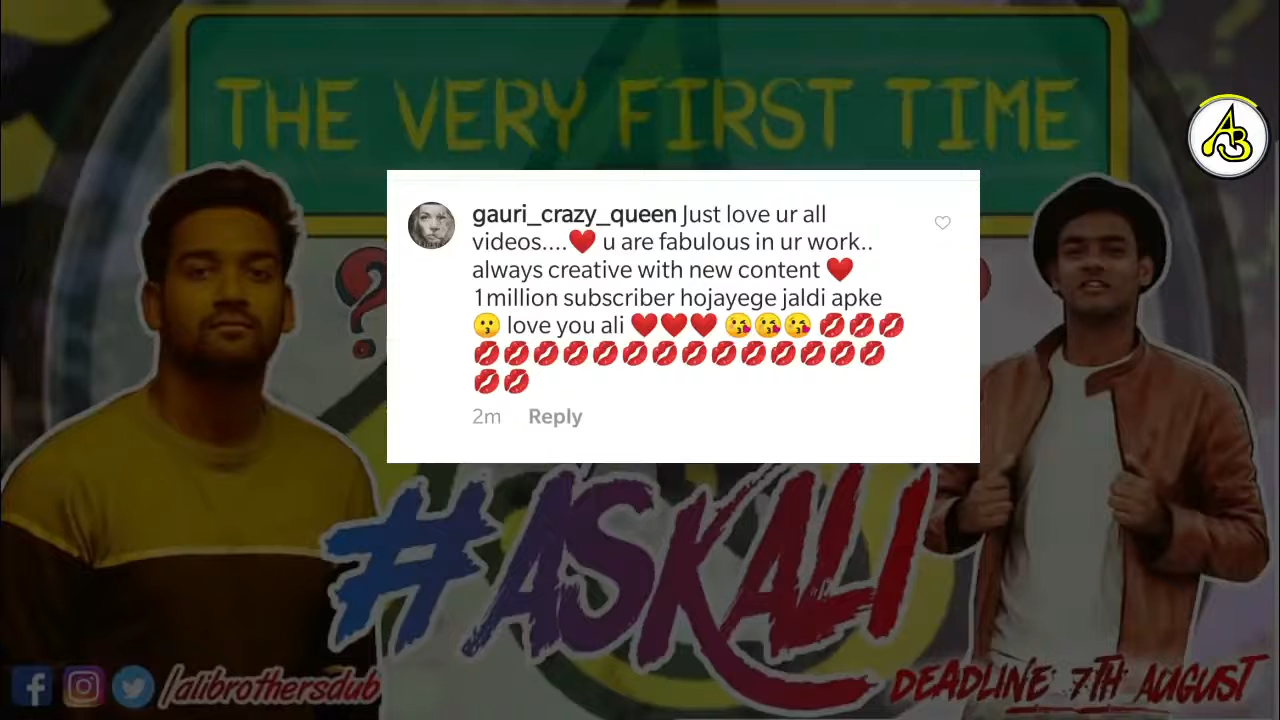 THE VERY FIRST TIME
AB
gauri_crazy_queen Just love ur all
videos....❤️ u are fabulous in ur work..
always creative with new content ❤️
1million subscriber hojayege jaldi apke
😗 love you ali ❤️❤️❤️ 😘😘😘 💋💋💋
💋💋💋💋💋💋💋💋💋💋💋💋💋💋
💋💋
2m Reply
#ASKALI
/alibrothersdub
DEADLINE: 7TH AUGUST